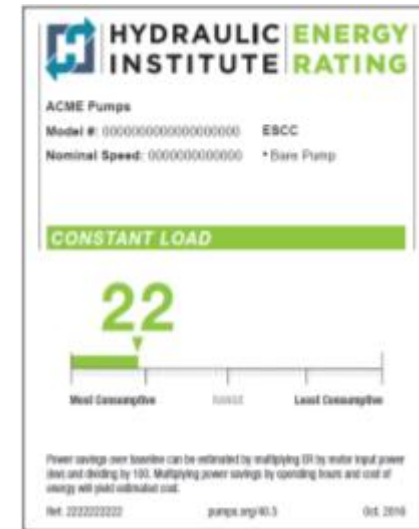 HYDRAULIC INSTITUTE
ENERGY RATING
ACME Pumps
Model #: 0000000000000000000 ESCC
Nominal Speed: 0000000000000 • Bare Pump
CONSTANT LOAD
22
Most Consumptive RANGE Least Consumptive
Power savings over baseline can be estimated by multiplying ER by motor input power
and dividing by 100. Multiplying power savings by operating hours and cost of
energy will yield estimated cost.
Ref. 2222222222 pumps.org/40.5 Oct. 2016